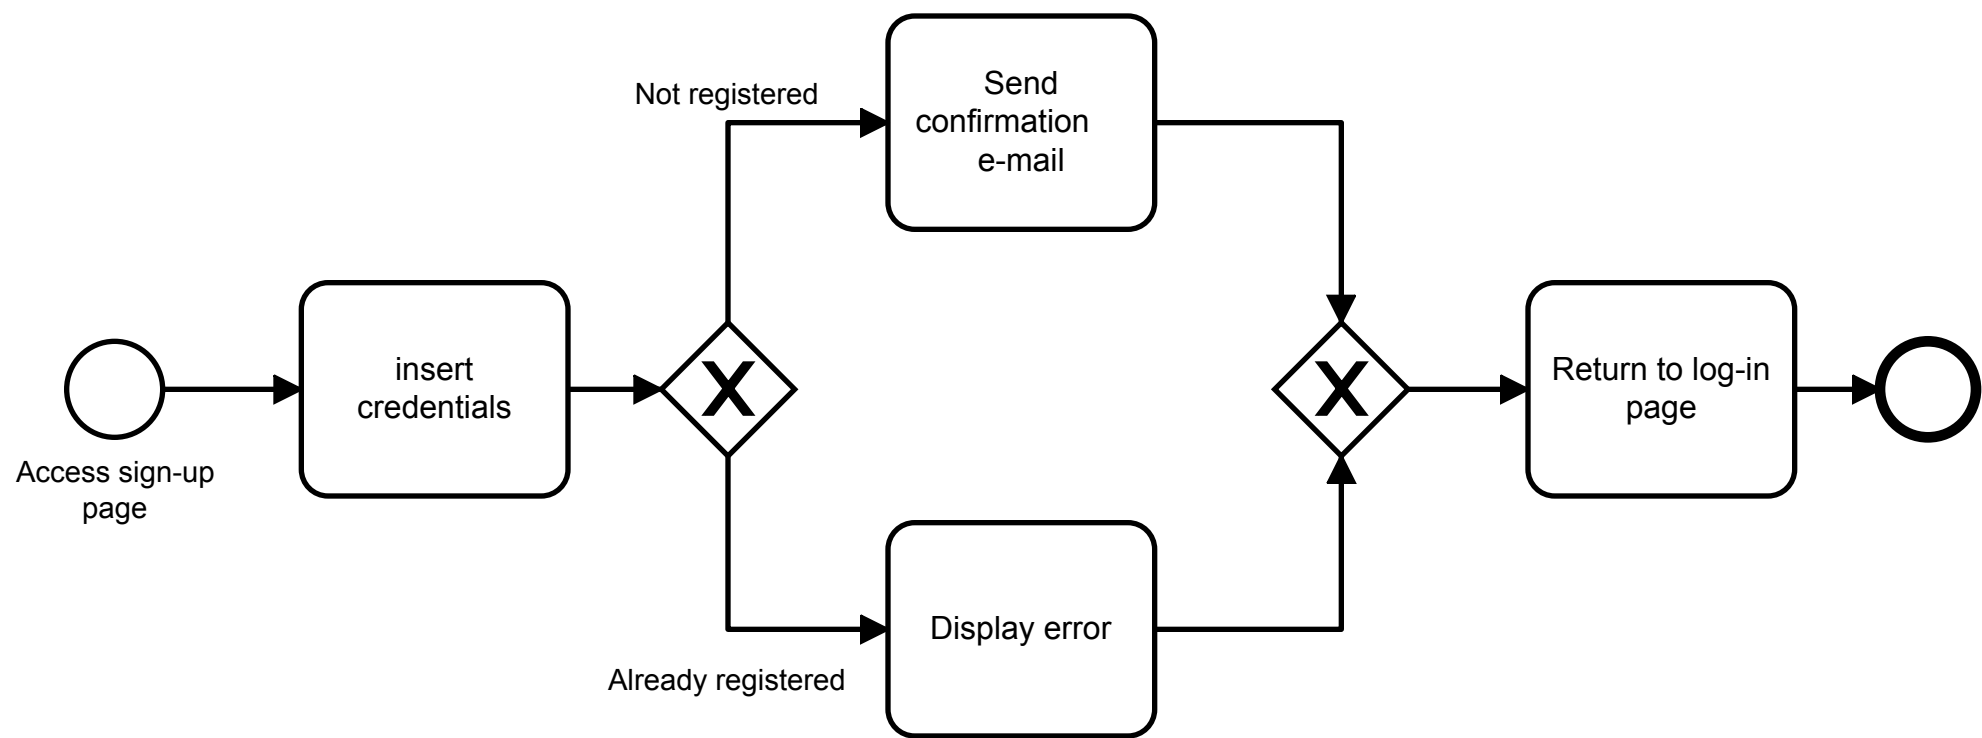 Access sign-up
page
insert
credentials
X
Not registered
Send
confirmation
e-mail
Already registered
Display error
X
Return to log-in
page